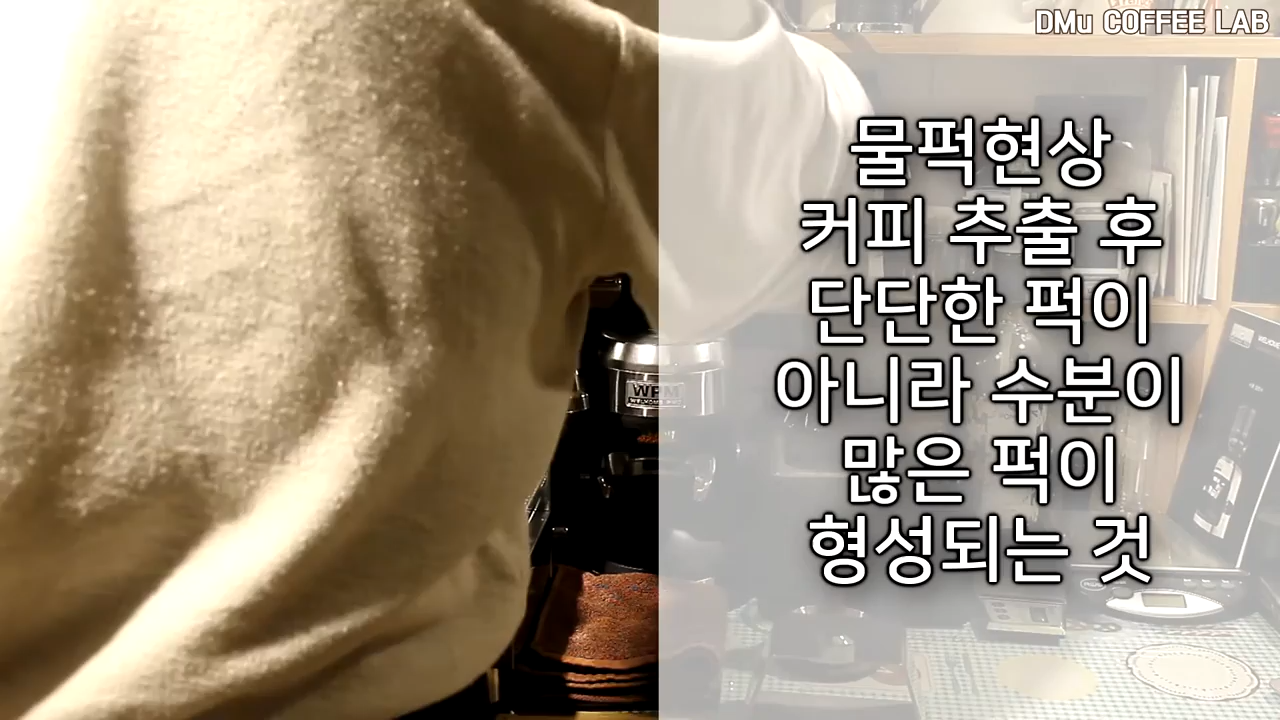 DMu COFFEE LAB
물퍽현상
커피 추출 후
단단한 퍽이
아니라 수분이
많은 퍽이
형성되는 것
WPM